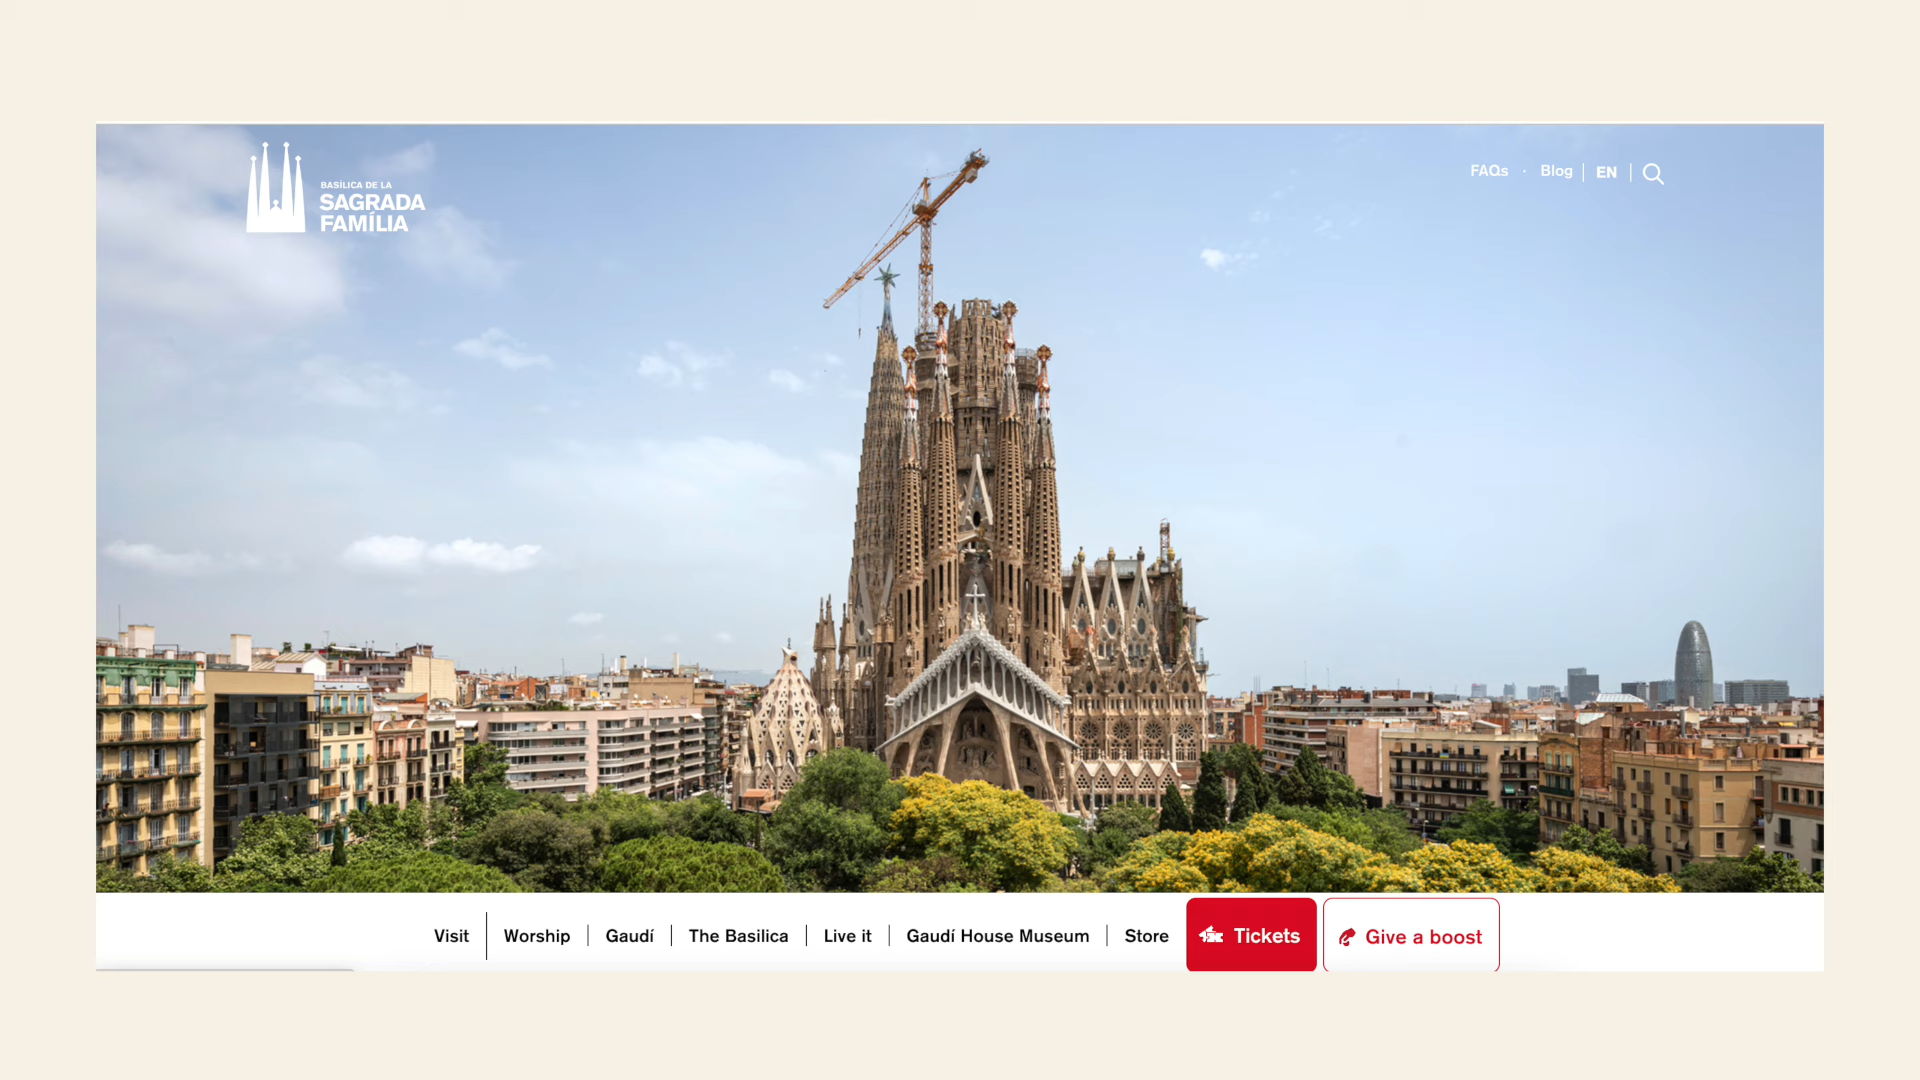 BASÍLICA DE LA
SAGRADA
FAMÍLIA
FAQs · Blog | EN |
Visit | Worship | Gaudí | The Basilica | Live it | Gaudí House Museum | Store
Tickets
Give a boost